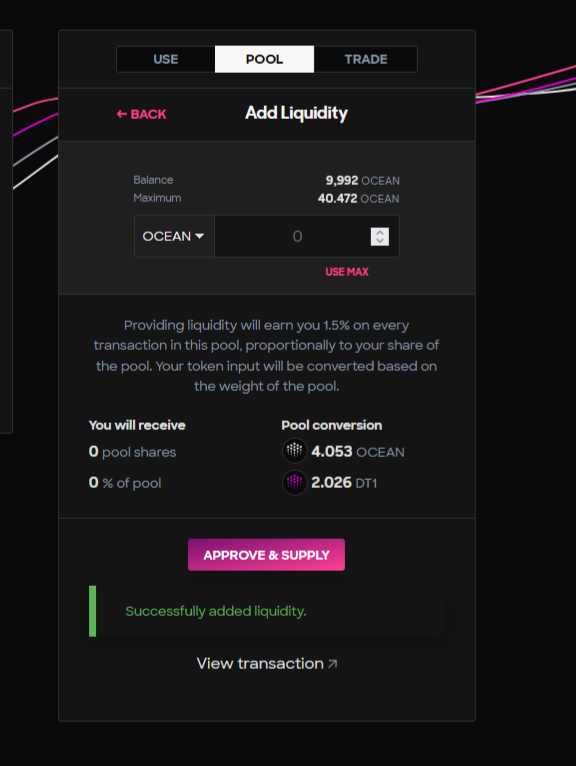 USE POOL TRADE
← BACK Add Liquidity
Balance 9,992 OCEAN
Maximum 40.472 OCEAN
OCEAN 0
USE MAX
Providing liquidity will earn you 1.5% on every
transaction in this pool, proportionally to your share of
the pool. Your token input will be converted based on
the weight of the pool.
You will receive Pool conversion
0 pool shares 4.053 OCEAN
0 % of pool 2.026 DT1
APPROVE & SUPPLY
Successfully added liquidity.
View transaction ↗